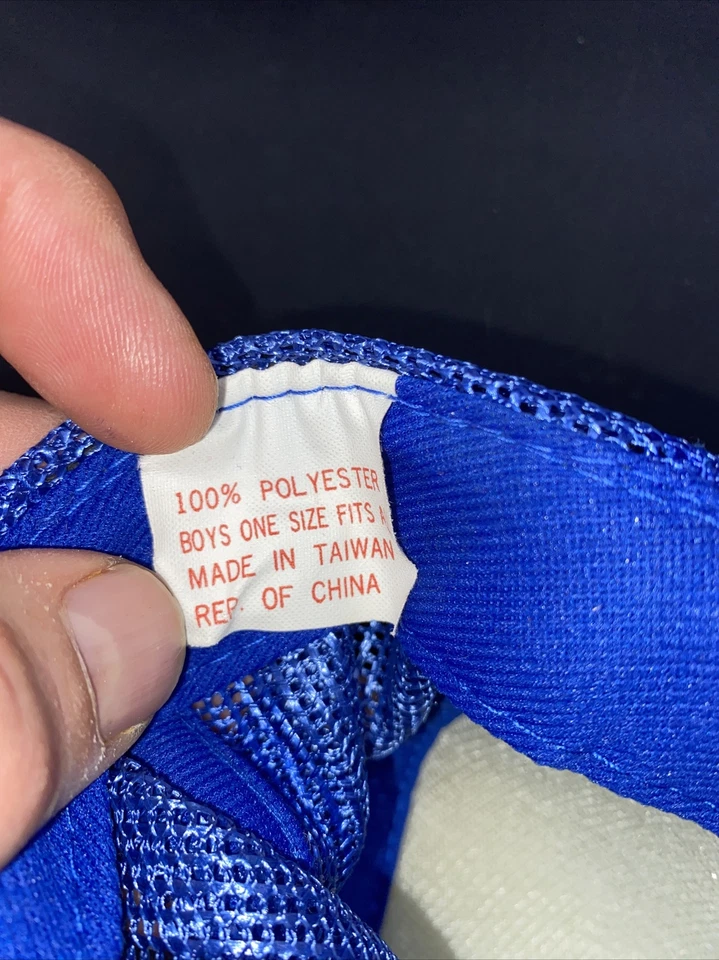 100% POLYESTER
BOYS ONE SIZE FITS A
MADE IN TAIWAN
REP. OF CHINA